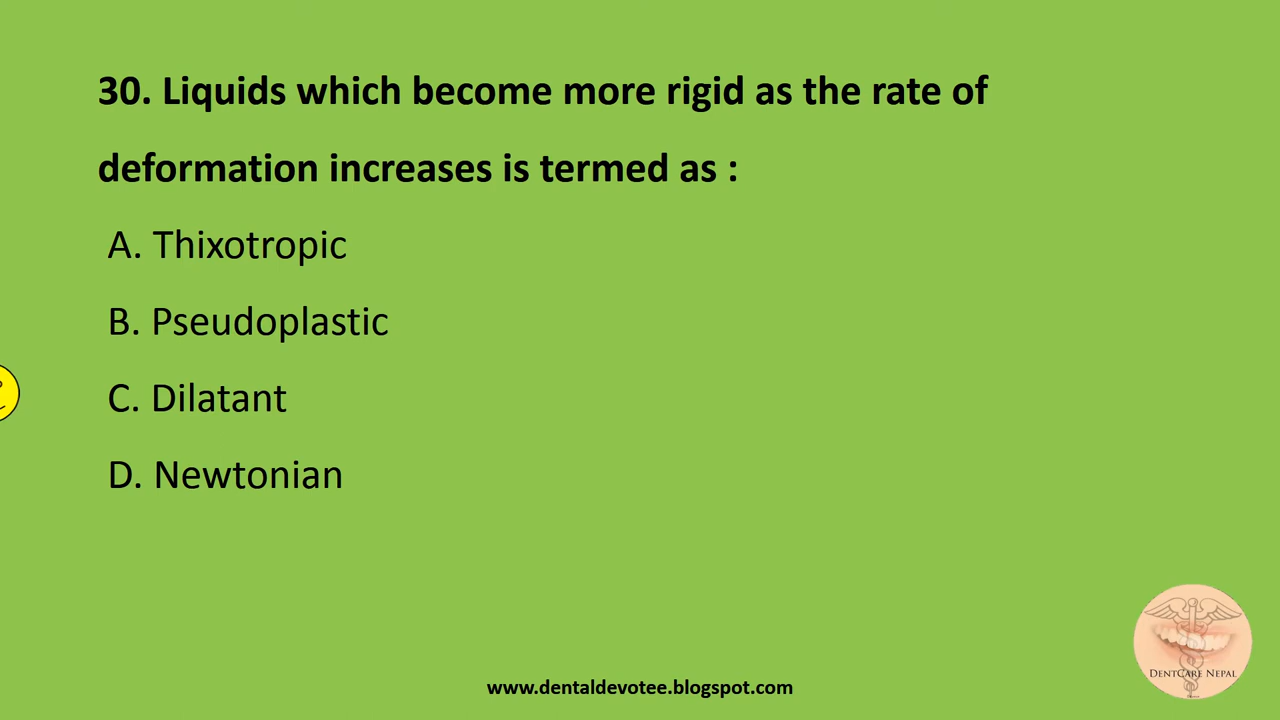 30. Liquids which become more rigid as the rate of
deformation increases is termed as :
A. Thixotropic
B. Pseudoplastic
C. Dilatant
D. Newtonian
DENTCARE NEPAL
www.dentaldevotee.blogspot.com